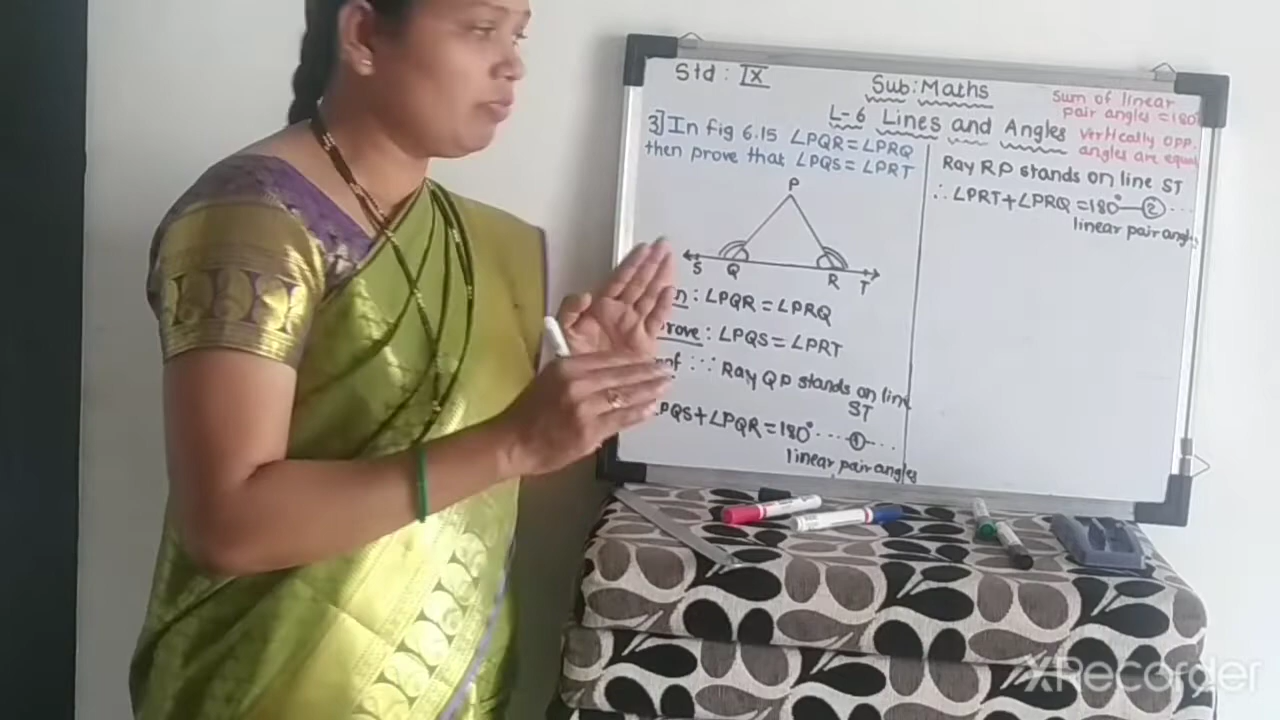 Std : IX
Sub : Maths
L-6 Lines and Angles
Sum of linear
pair angles = 180°
Vertically opp.
angles are equal
3] In fig 6.15 ∠PQR = ∠PRQ
then prove that ∠PQS = ∠PRT
P
S Q R T
: ∠PQR = ∠PRQ
prove : ∠PQS = ∠PRT
∵ Ray QP stands on line
ST
PQS + ∠PQR = 180° .... ① ...
linear pair angles
Ray RP stands on line ST
∴ ∠PRT + ∠PRQ = 180° — ② ...
linear pair angles
XRecorder